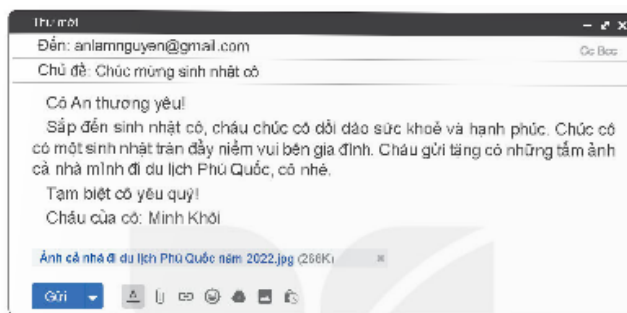 Thư mới
Đến: anlamnguyen@gmail.com
Cc Bcc
Chủ đề: Chúc mừng sinh nhật cô
Cô An thương yêu!
Sắp đến sinh nhật cô, cháu chúc cô dồi dào sức khoẻ và hạnh phúc. Chúc cô
có một sinh nhật tràn đầy niềm vui bên gia đình. Cháu gửi tặng cô những tấm ảnh
cả nhà mình đi du lịch Phú Quốc, cô nhé.
Tạm biệt cô yêu quý!
Cháu của cô: Minh Khôi
Ảnh cả nhà đi du lịch Phú Quốc năm 2022.jpg (266K)
Gửi